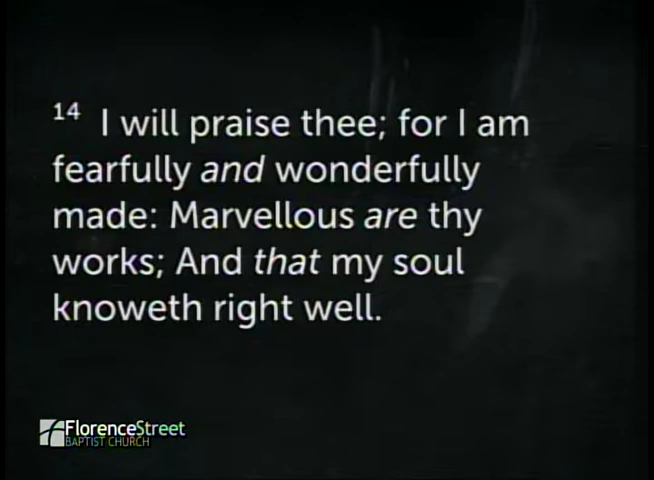 14 I will praise thee; for I am
fearfully and wonderfully
made: Marvellous are thy
works; And that my soul
knoweth right well.
FlorenceStreet
BAPTIST CHURCH